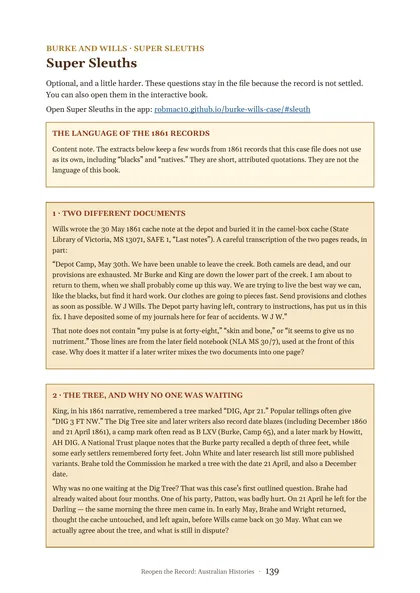 BURKE AND WILLS · SUPER SLEUTHS
Super Sleuths
Optional, and a little harder. These questions stay in the file because the record is not settled.
You can also open them in the interactive book.
Open Super Sleuths in the app: robmac10.github.io/burke-wills-case/#sleuth
THE LANGUAGE OF THE 1861 RECORDS
Content note. The extracts below keep a few words from 1861 records that this case file does not use
as its own, including “blacks” and “natives.” They are short, attributed quotations. They are not the
language of this book.
1 · TWO DIFFERENT DOCUMENTS
Wills wrote the 30 May 1861 cache note at the depot and buried it in the camel-box cache (State
Library of Victoria, MS 13071, SAFE 1, “Last notes”). A careful transcription of the two pages reads, in
part:
“Depot Camp, May 30th. We have been unable to leave the creek. Both camels are dead, and our
provisions are exhausted. Mr Burke and King are down the lower part of the creek. I am about to
return to them, when we shall probably come up this way. We are trying to live the best way we can,
like the blacks, but find it hard work. Our clothes are going to pieces fast. Send provisions and clothes
as soon as possible. W J Wills. The Depot party having left, contrary to instructions, has put us in this
fix. I have deposited some of my journals here for fear of accidents. W J W.”
That note does not contain “my pulse is at forty-eight,” “skin and bone,” or “it seems to give us no
nutriment.” Those lines are from the later field notebook (NLA MS 30/7), used at the front of this
case. Why does it matter if a later writer mixes the two documents into one page?
2 · THE TREE, AND WHY NO ONE WAS WAITING
King, in his 1861 narrative, remembered a tree marked “DIG, Apr 21.” Popular tellings often give
“DIG 3 FT NW.” The Dig Tree site and later writers also record date blazes (including December 1860
and 21 April 1861), a camp mark often read as B LXV (Burke, Camp 65), and a later mark by Howitt,
AH DIG. A National Trust plaque notes that the Burke party recalled a depth of three feet, while
some early settlers remembered forty feet. John White and later research list still more published
variants. Brahe told the Commission he marked a tree with the date 21 April, and also a December
date.
Why was no one waiting at the Dig Tree? That was this case’s first outlined question. Brahe had
already waited about four months. One of his party, Patton, was badly hurt. On 21 April he left for the
Darling — the same morning the three men came in. In early May, Brahe and Wright returned,
thought the cache untouched, and left again, before Wills came back on 30 May. What can we
actually agree about the tree, and what is still in dispute?
Reopen the Record: Australian Histories · 139